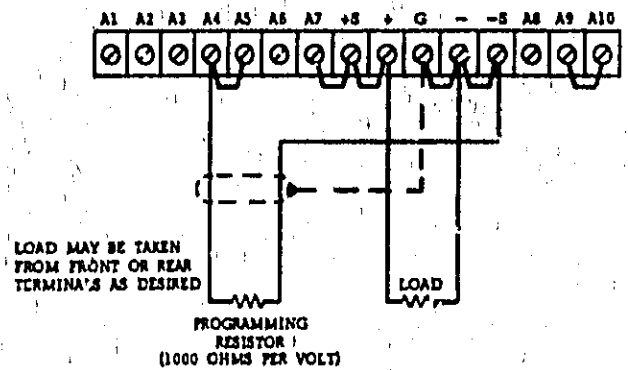 A1 A2 A3 A4 A5 A6 A7 +S + G - -S A8 A9 A10
LOAD MAY BE TAKEN
FROM FRONT OR REAR
TERMINALS AS DESIRED
LOAD
PROGRAMMING
RESISTOR
(1000 OHMS PER VOLT)